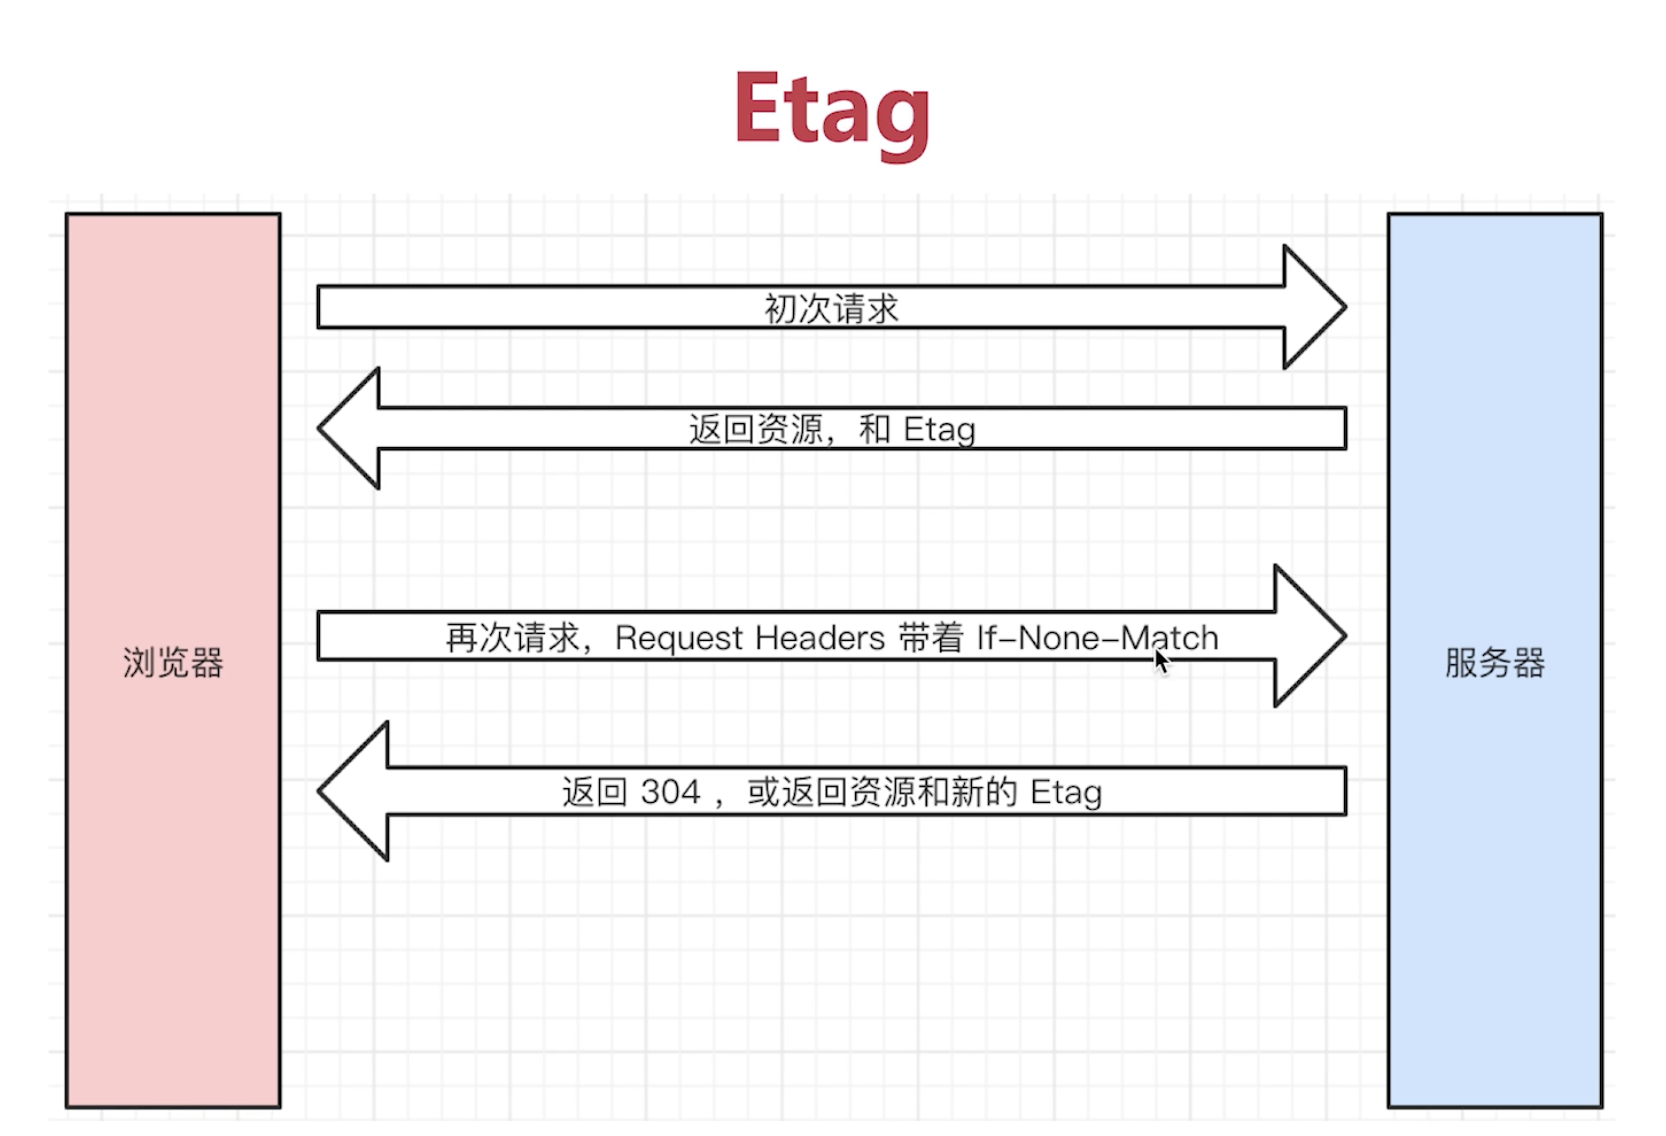 Etag
初次请求
返回资源，和 Etag
再次请求，Request Headers 带着 If-None-Match
浏览器
服务器
返回 304 ，或返回资源和新的 Etag